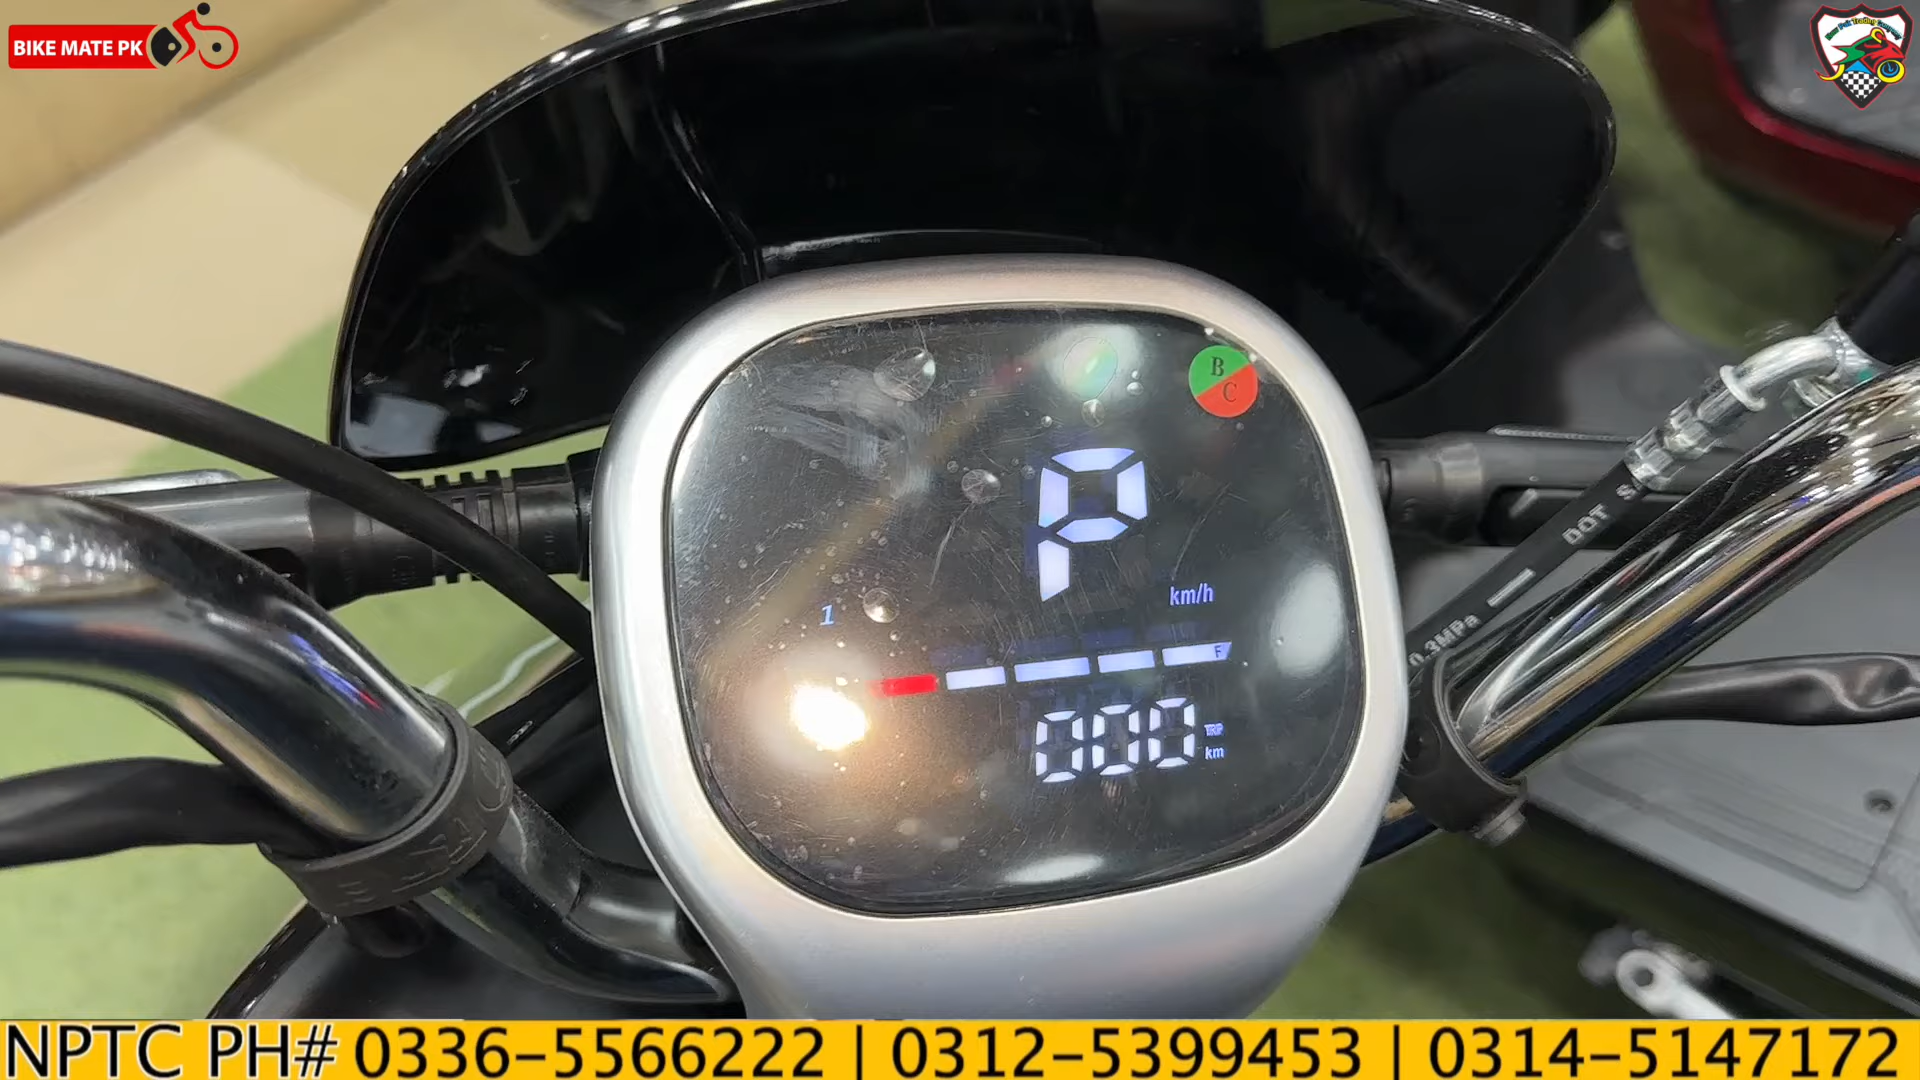 BIKE MATE PK
B
C
P
km/h
1
F
000
TRIP
km
DOT
0.3MPa
NPTC PH# 0336-5566222 | 0312-5399453 | 0314-5147172